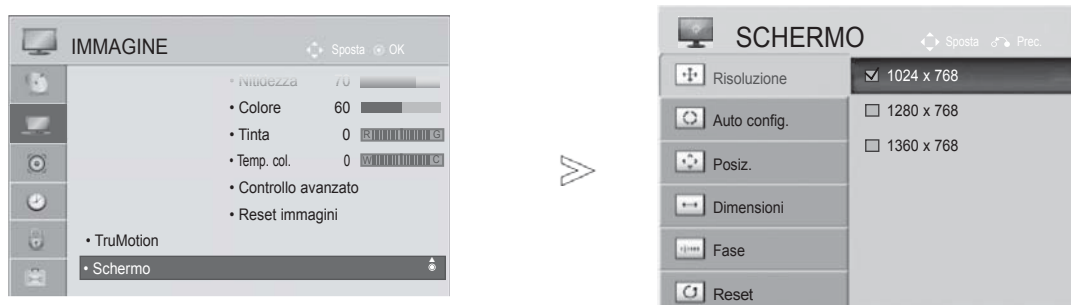 IMMAGINE
Sposta OK
• Nitidezza 70
• Colore 60
• Tinta 0 R G
• Temp. col. 0 W C
• Controllo avanzato
• Reset immagini
• TruMotion
• Schermo
SCHERMO
Sposta Prec.
Risoluzione
Auto config.
Posiz.
Dimensioni
Fase
Reset
1024 x 768
1280 x 768
1360 x 768